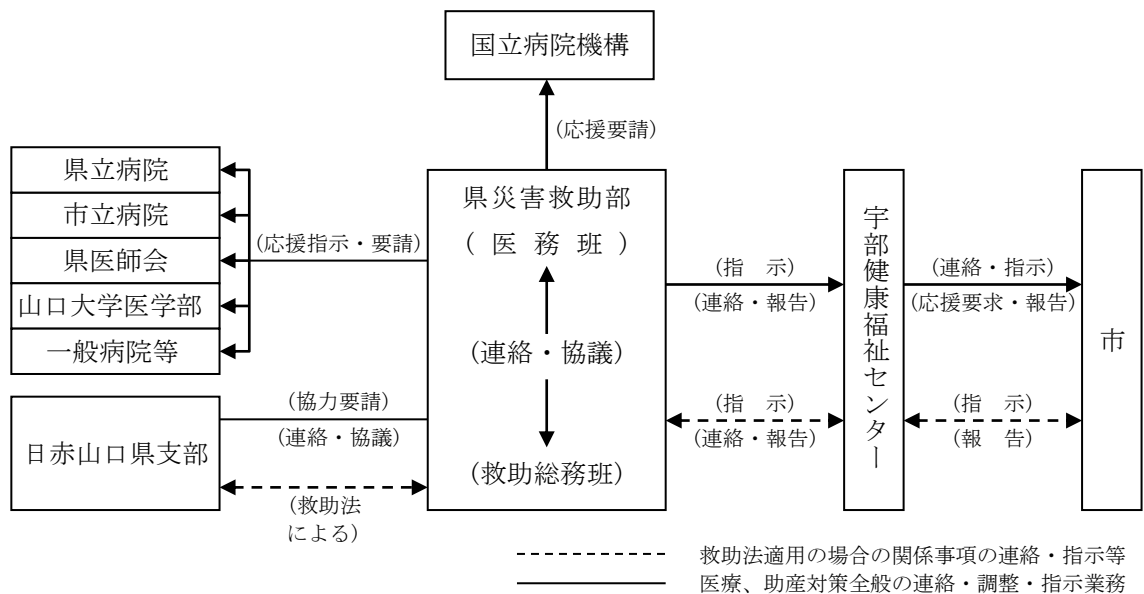 国立病院機構
(応援要請)
県立病院
市立病院
県医師会
山口大学医学部
一般病院等
(応援指示・要請)
日赤山口県支部
(協力要請)
(連絡・協議)
(救助法
による)
県災害救助部
(医務班)
(連絡・協議)
(救助総務班)
(指 示)
(連絡・報告)
(指 示)
(連絡・報告)
宇部健康福祉センター
(連絡・指示)
(応援要求・報告)
(指 示)
(報 告)
市
救助法適用の場合の関係事項の連絡・指示等
医療、助産対策全般の連絡・調整・指示業務